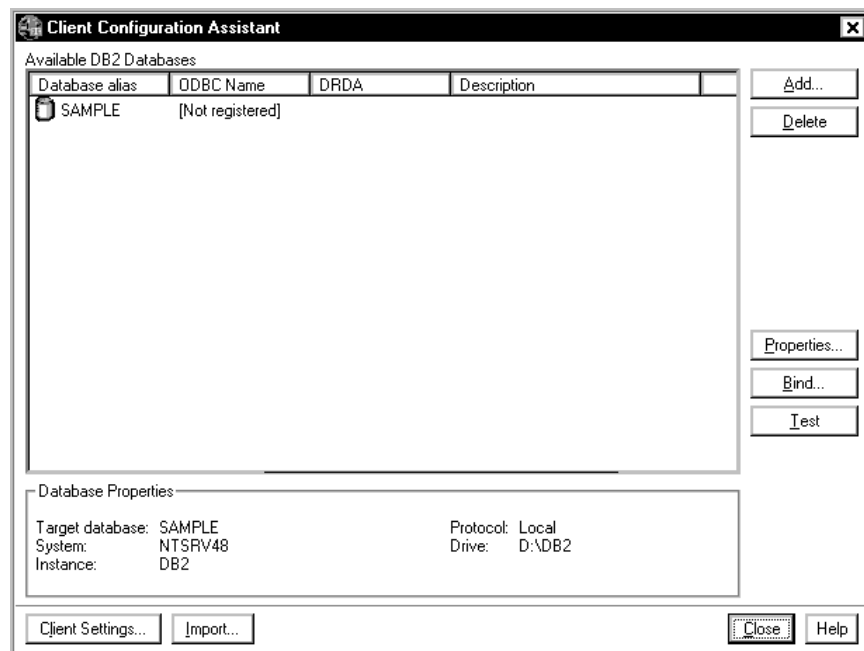 Client Configuration Assistant
Available DB2 Databases
Database alias ODBC Name DRDA Description
SAMPLE [Not registered]
Add...
Delete
Properties...
Bind...
Test
Database Properties
Target database: SAMPLE Protocol: Local
System: NTSRV48 Drive: D:\DB2
Instance: DB2
Client Settings... Import... Close Help